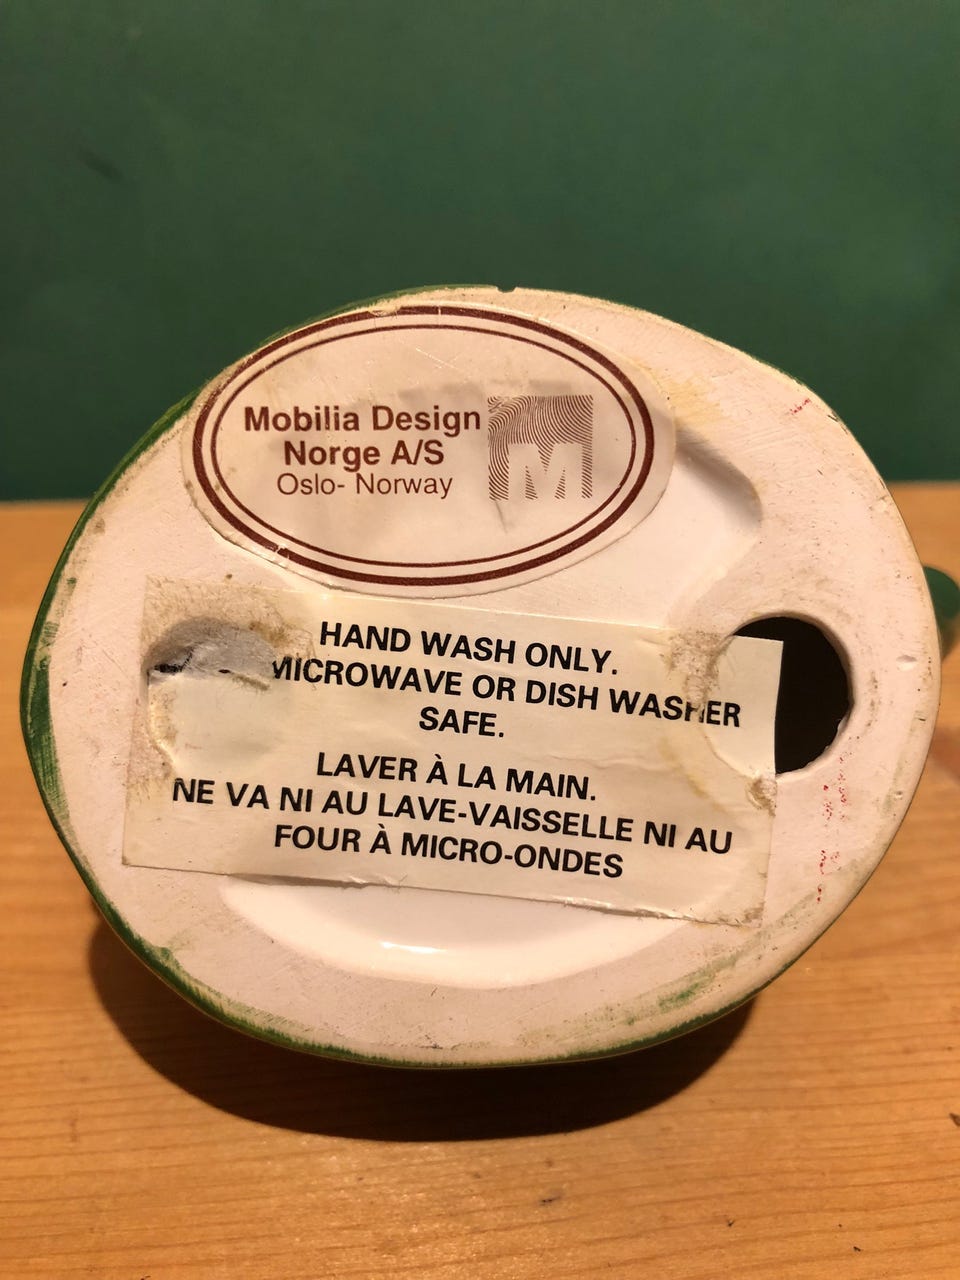 Mobilia Design
Norge A/S
Oslo- Norway
M
HAND WASH ONLY.
MICROWAVE OR DISH WASHER
SAFE.
LAVER À LA MAIN.
NE VA NI AU LAVE-VAISSELLE NI AU
FOUR À MICRO-ONDES